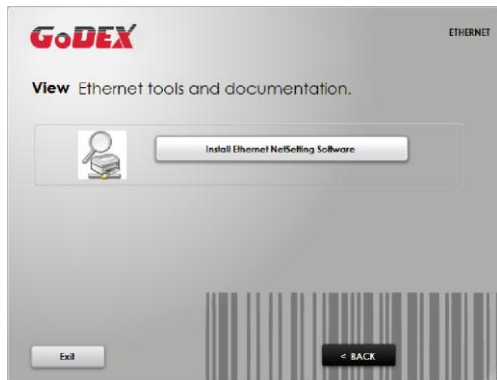 GoDEX
ETHERNET
View Ethernet tools and documentation.
Install Ethernet NetSetting Software
Exit
< BACK